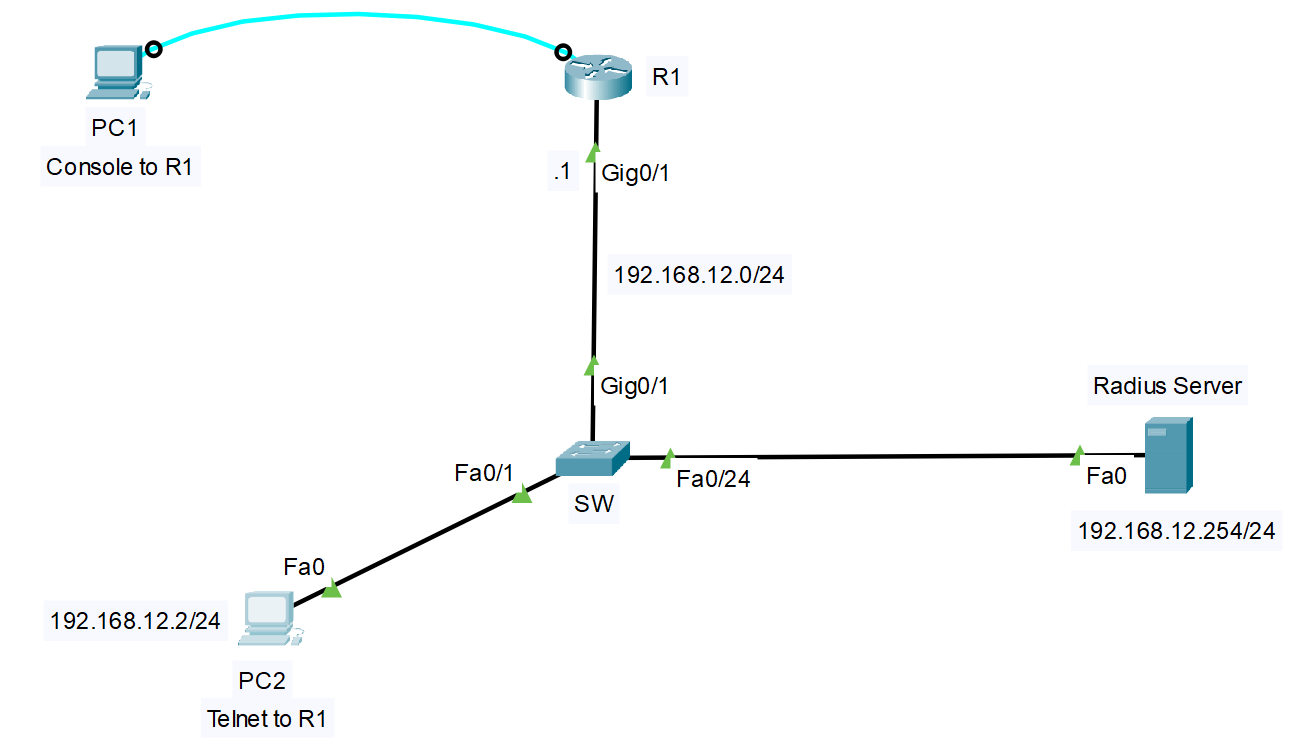 R1
PC1
Console to R1
.1
Gig0/1
192.168.12.0/24
Gig0/1
Radius Server
Fa0/1
Fa0/24
Fa0
SW
192.168.12.254/24
Fa0
192.168.12.2/24
PC2
Telnet to R1